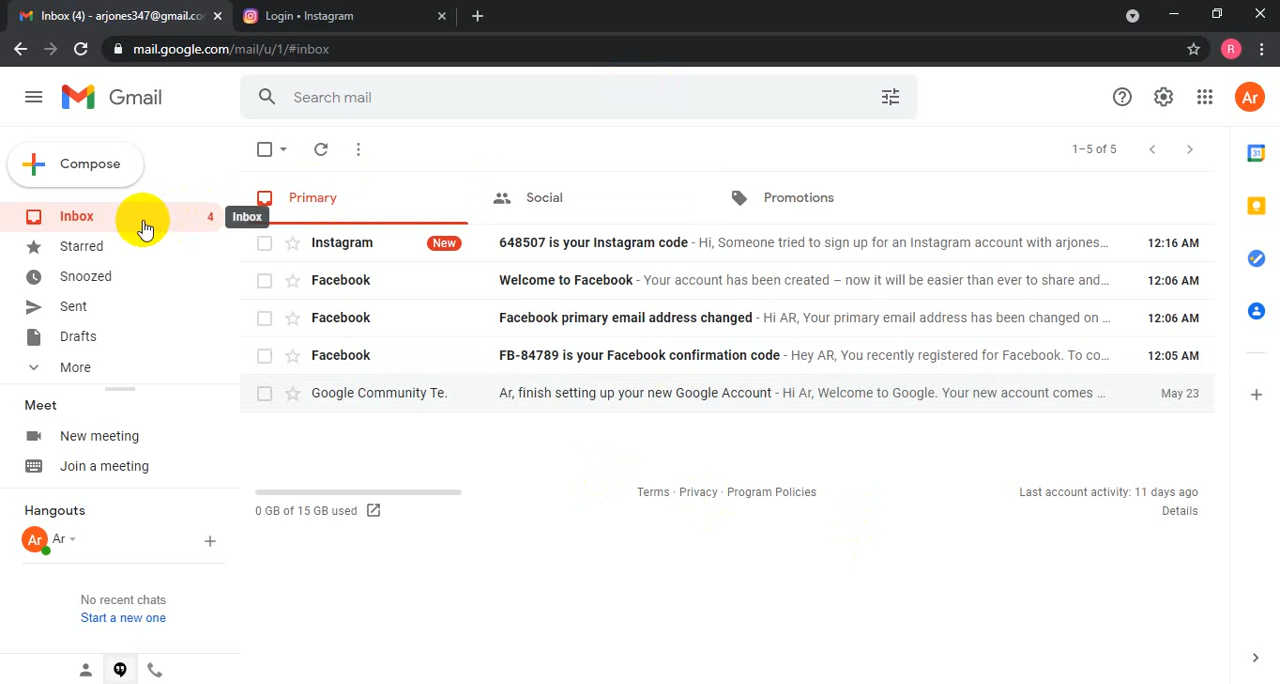 Inbox (4) - arjones347@gmail.co
Login • Instagram
mail.google.com/mail/u/1/#inbox
R
Gmail
Search mail
Ar
Compose
1–5 of 5
31
Primary
Social
Promotions
Inbox 4
Inbox
Starred
Snoozed
Sent
Drafts
More
Instagram New 648507 is your Instagram code - Hi, Someone tried to sign up for an Instagram account with arjones... 12:16 AM
Facebook Welcome to Facebook - Your account has been created – now it will be easier than ever to share and... 12:06 AM
Facebook Facebook primary email address changed - Hi AR, Your primary email address has been changed on ... 12:06 AM
Facebook FB-84789 is your Facebook confirmation code - Hey AR, You recently registered for Facebook. To co... 12:05 AM
Google Community Te. Ar, finish setting up your new Google Account - Hi Ar, Welcome to Google. Your new account comes ... May 23
Meet
New meeting
Join a meeting
Hangouts
Ar Ar
No recent chats
Start a new one
0 GB of 15 GB used
Terms · Privacy · Program Policies
Last account activity: 11 days ago
Details